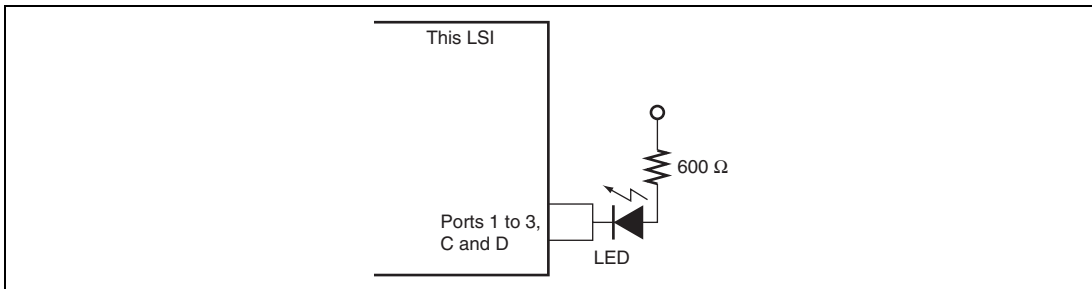 This LSI
600 Ω
Ports 1 to 3,
C and D
LED